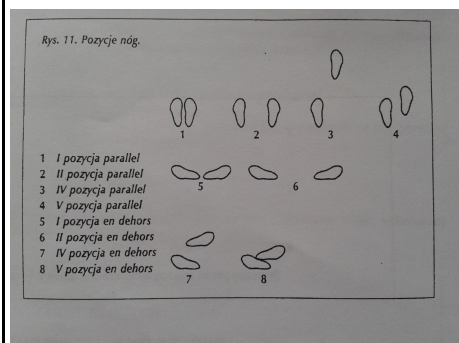 Rys. 11. Pozycje nóg.
1 2 3 4
1 I pozycja parallel
2 II pozycja parallel
3 IV pozycja parallel
4 V pozycja parallel
5 I pozycja en dehors
6 II pozycja en dehors
7 IV pozycja en dehors
8 V pozycja en dehors
5 6
7 8